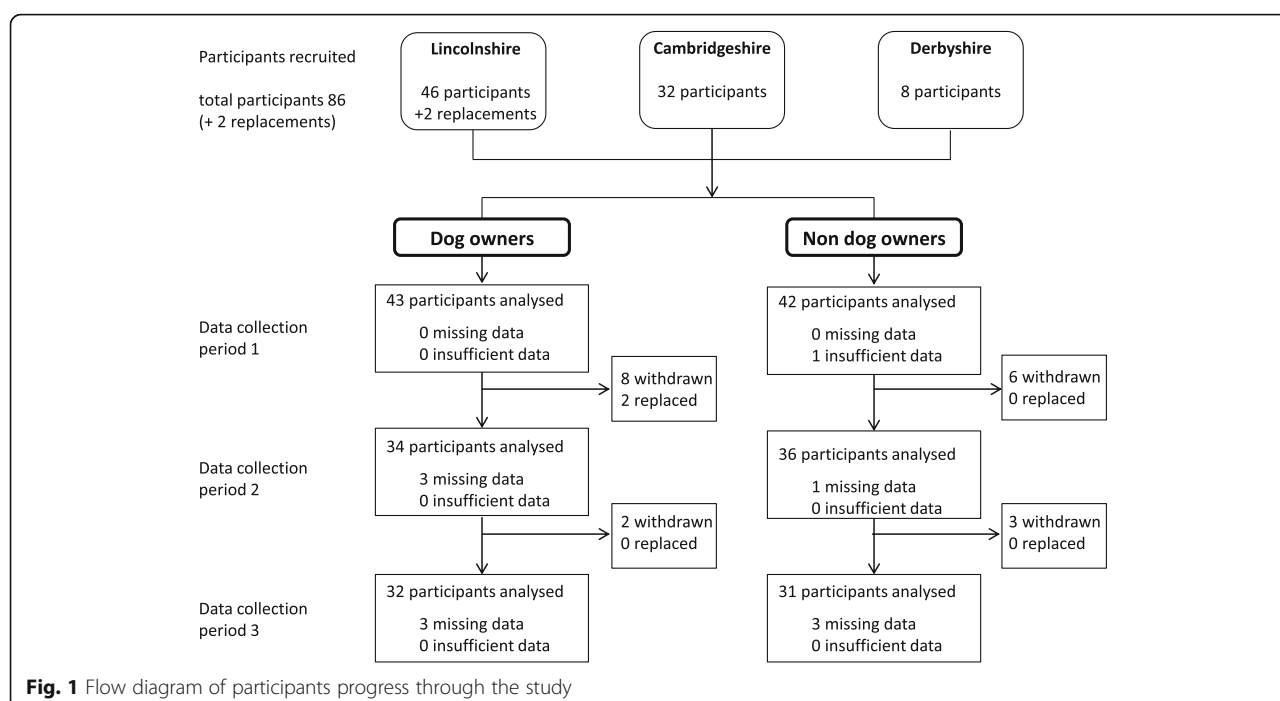 Participants recruited
total participants 86
(+ 2 replacements)
Lincolnshire
46 participants
+2 replacements
Cambridgeshire
32 participants
Derbyshire
8 participants
Dog owners
Non dog owners
Data collection
period 1
43 participants analysed
0 missing data
0 insufficient data
42 participants analysed
0 missing data
1 insufficient data
8 withdrawn
2 replaced
6 withdrawn
0 replaced
Data collection
period 2
34 participants analysed
3 missing data
0 insufficient data
36 participants analysed
1 missing data
0 insufficient data
2 withdrawn
0 replaced
3 withdrawn
0 replaced
Data collection
period 3
32 participants analysed
3 missing data
0 insufficient data
31 participants analysed
3 missing data
0 insufficient data
Fig. 1 Flow diagram of participants progress through the study